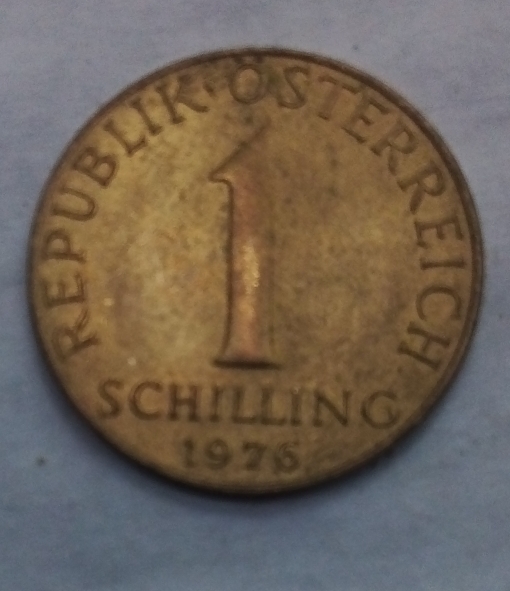 REPUBLIK·ÖSTERREICH
1
SCHILLING
1976